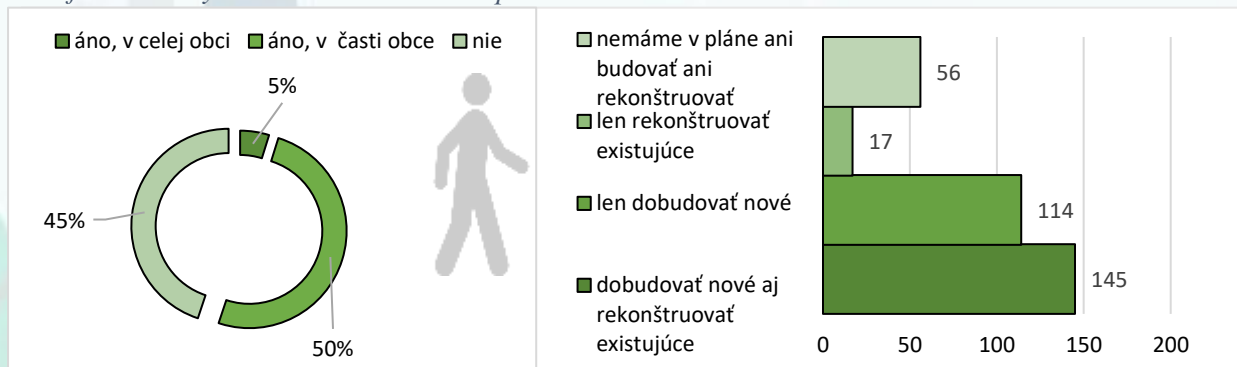 áno, v celej obci áno, v časti obce nie
5%
45%
50%
nemáme v pláne ani
budovať ani
rekonštruovať
56
len rekonštruovať
existujúce
17
len dobudovať nové
114
dobudovať nové aj
rekonštruovať
existujúce
145
0 50 100 150 200